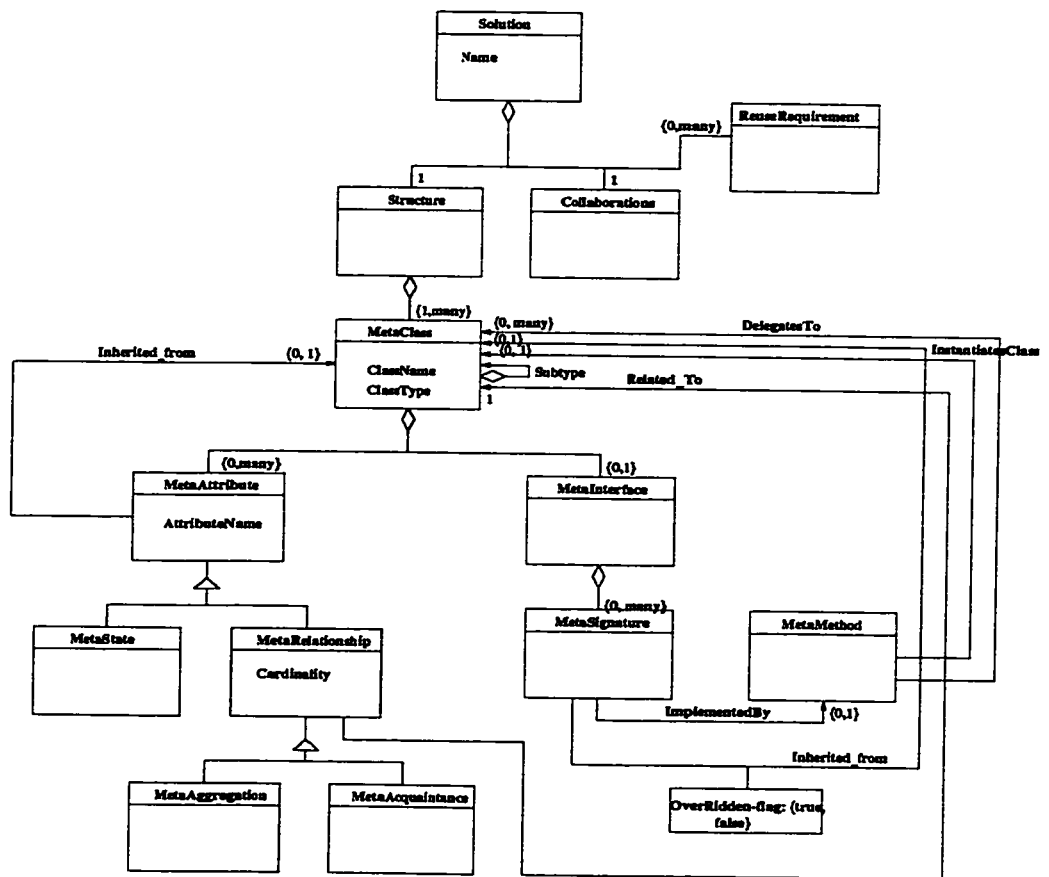 Solution
Name
{0,many}
ReuseRequirement
1
1
Structure
Collaborations
{1,many}
MetaClass
{0, many}
DelegatesTo
{0,1}
{0, 1}
InstantiatesClass
Inherited_from
{0, 1}
ClassName
ClassType
Subtype
Related_To
1
{0,many}
MetaAttribute
AttributeName
{0,1}
MetaInterface
{0, many}
MetaSignature
MetaMethod
MetaState
MetaRelationship
Cardinality
ImplementedBy
{0,1}
Inherited_from
MetaAggregation
MetaAcquaintance
OverRidden-flag: {true,
false}